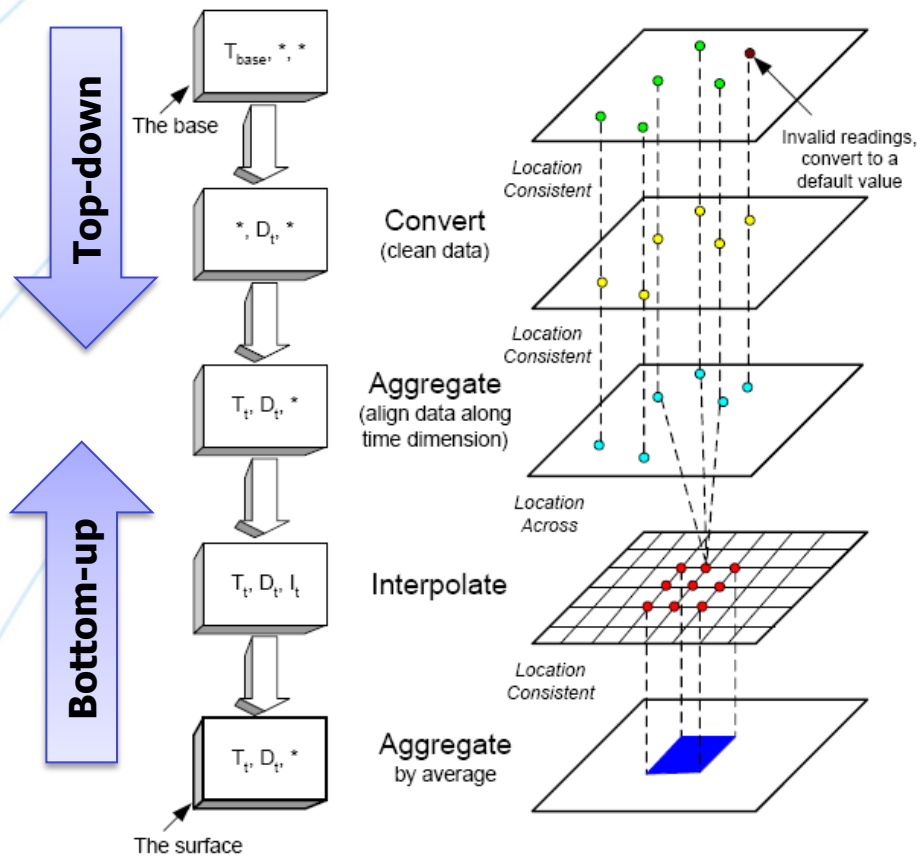 Top-down
Bottom-up
T_base, *, *
The base
*, D_t, *
T_t, D_t, *
T_t, D_t, I_t
T_t, D_t, *
The surface
Convert
(clean data)
Aggregate
(align data along
time dimension)
Interpolate
Aggregate
by average
Invalid readings,
convert to a
default value
Location
Consistent
Location
Consistent
Location
Across
Location
Consistent